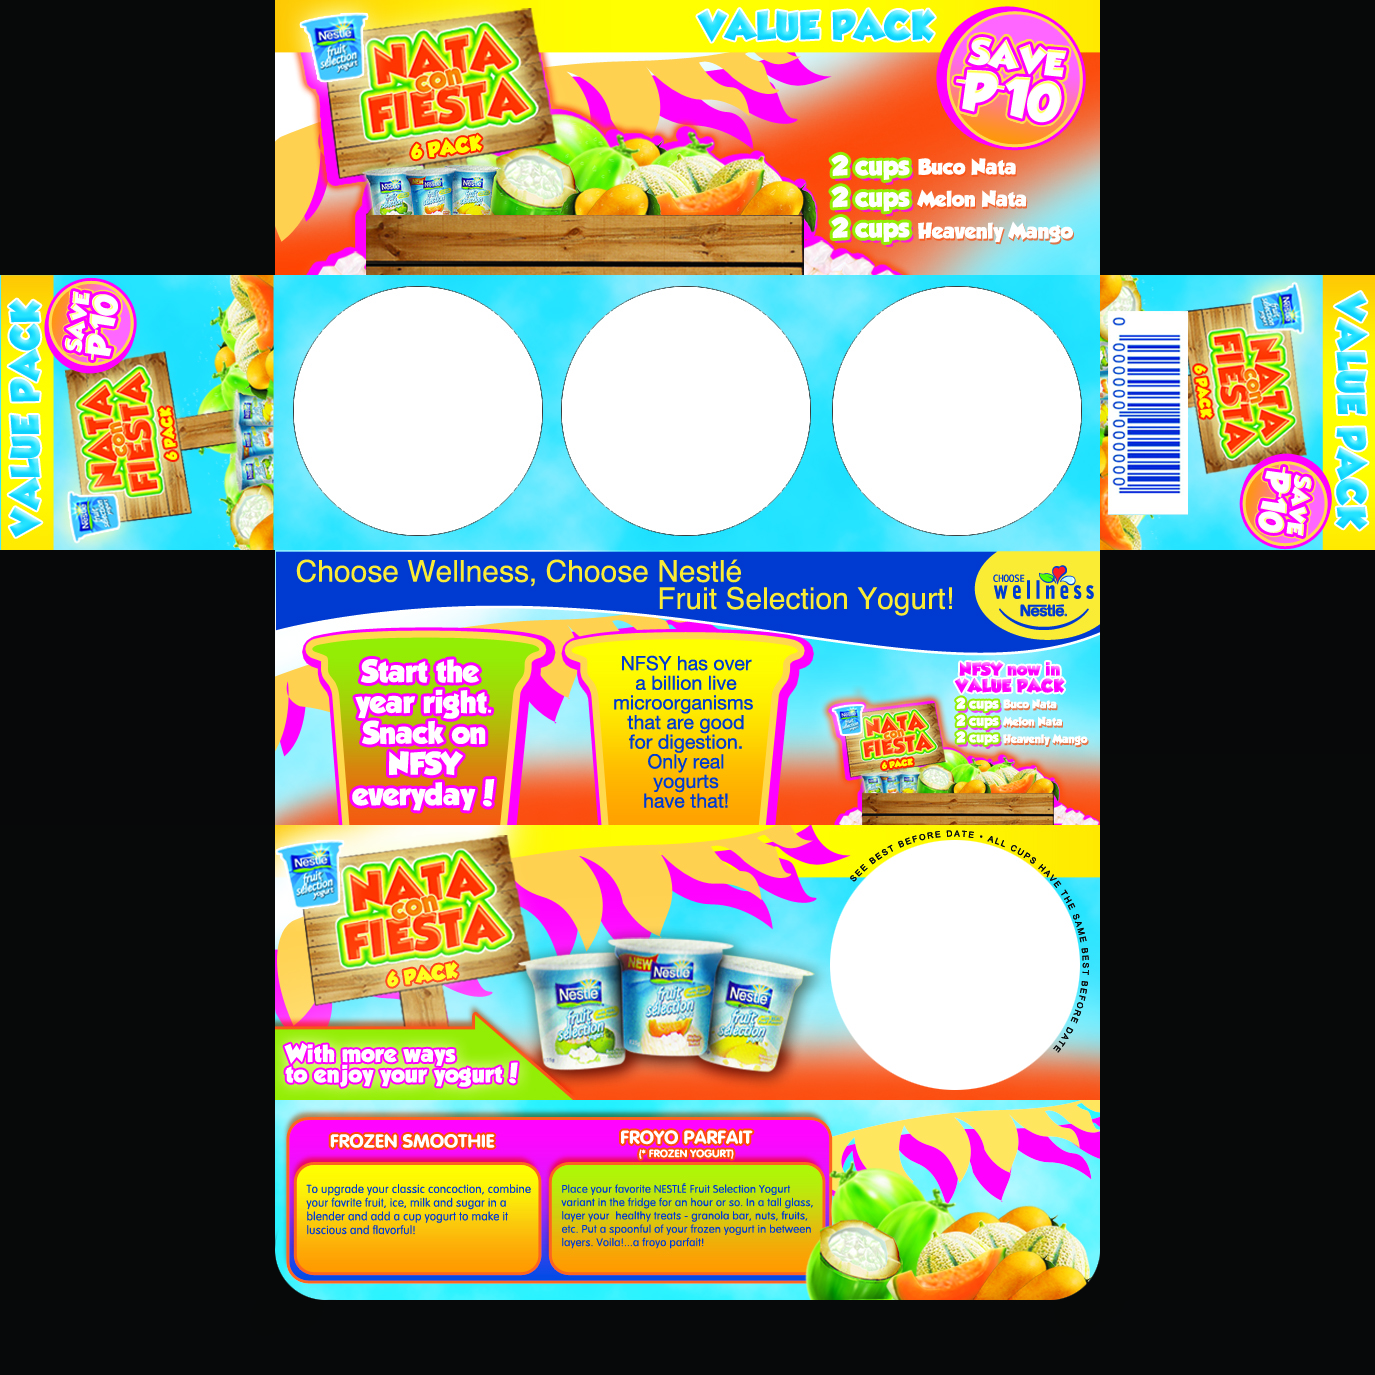 VALUE PACK
Nestlé
fruit
selection
yogurt
NATA
con
FIESTA
6 PACK
SAVE
P10
2 cups Buco Nata
2 cups Melon Nata
2 cups Heavenly Mango
VALUE PACK
SAVE
P10
NATA
con
FIESTA
6 PACK
Nestlé
VALUE PACK
SAVE
P10
NATA
con
FIESTA
6 PACK
Choose Wellness, Choose Nestlé
Fruit Selection Yogurt!
CHOOSE
wellness
Nestlé.
Start the
year right.
Snack on
NFSY
everyday!
NFSY has over
a billion live
microorganisms
that are good
for digestion.
Only real
yogurts
have that!
NFSY now in
VALUE PACK
2 cups Buco Nata
2 cups Melon Nata
2 cups Heavenly Mango
NATA
con
FIESTA
6 PACK
Nestlé
fruit
selection
yogurt
NATA
con
FIESTA
6 PACK
With more ways
to enjoy your yogurt!
Nestlé
fruit
selection
NEW
Nestlé
fruit
selection
Nestlé
fruit
selection
SEE BEST BEFORE DATE • ALL CUPS HAVE THE SAME BEST BEFORE DATE
FROZEN SMOOTHIE
To upgrade your classic concoction, combine
your favrite fruit, ice, milk and sugar in a
blender and add a cup yogurt to make it
luscious and flavorful!
FROYO PARFAIT
(* FROZEN YOGURT)
Place your favorite NESTLÉ Fruit Selection Yogurt
variant in the fridge for an hour or so. In a tall glass,
layer your healthy treats - granola bar, nuts, fruits,
etc. Put a spoonful of your frozen yogurt in between
layers. Voila!...a froyo parfait!